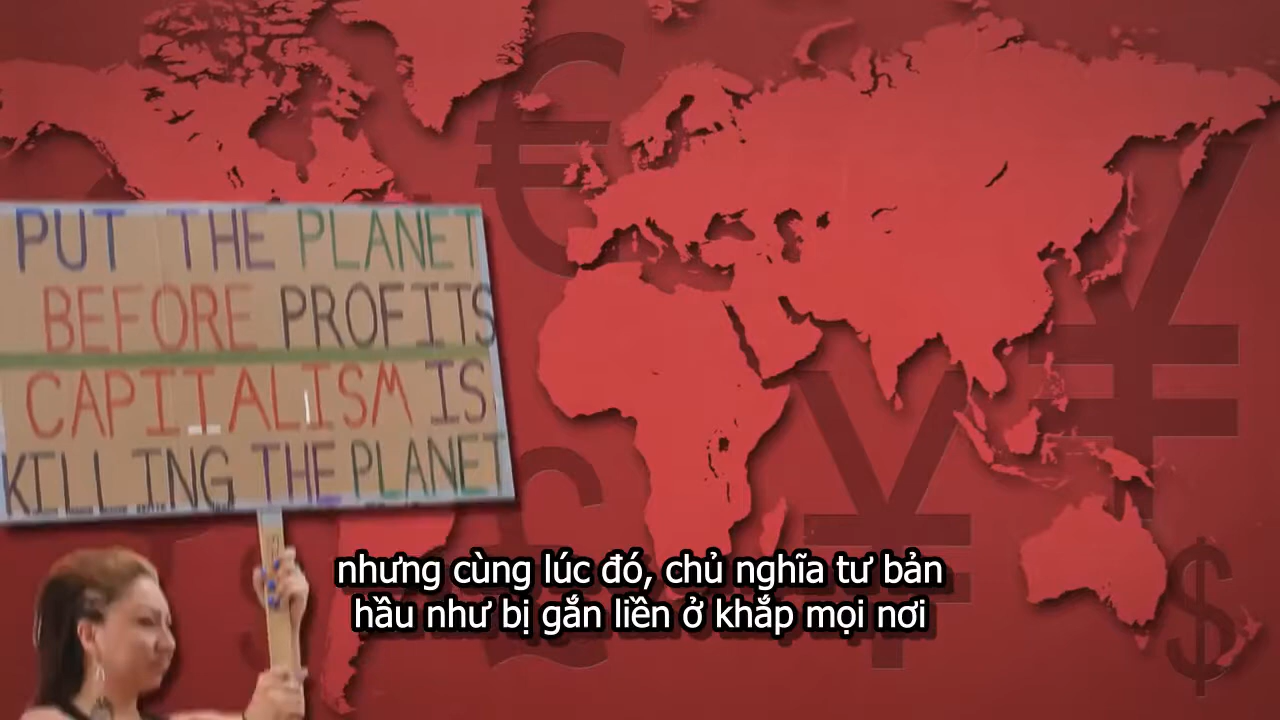 PUT THE PLANET
BEFORE PROFITS
CAPITALISM IS
KILLING THE PLANET
nhưng cùng lúc đó, chủ nghĩa tư bản
hầu như bị gắn liền ở khắp mọi nơi